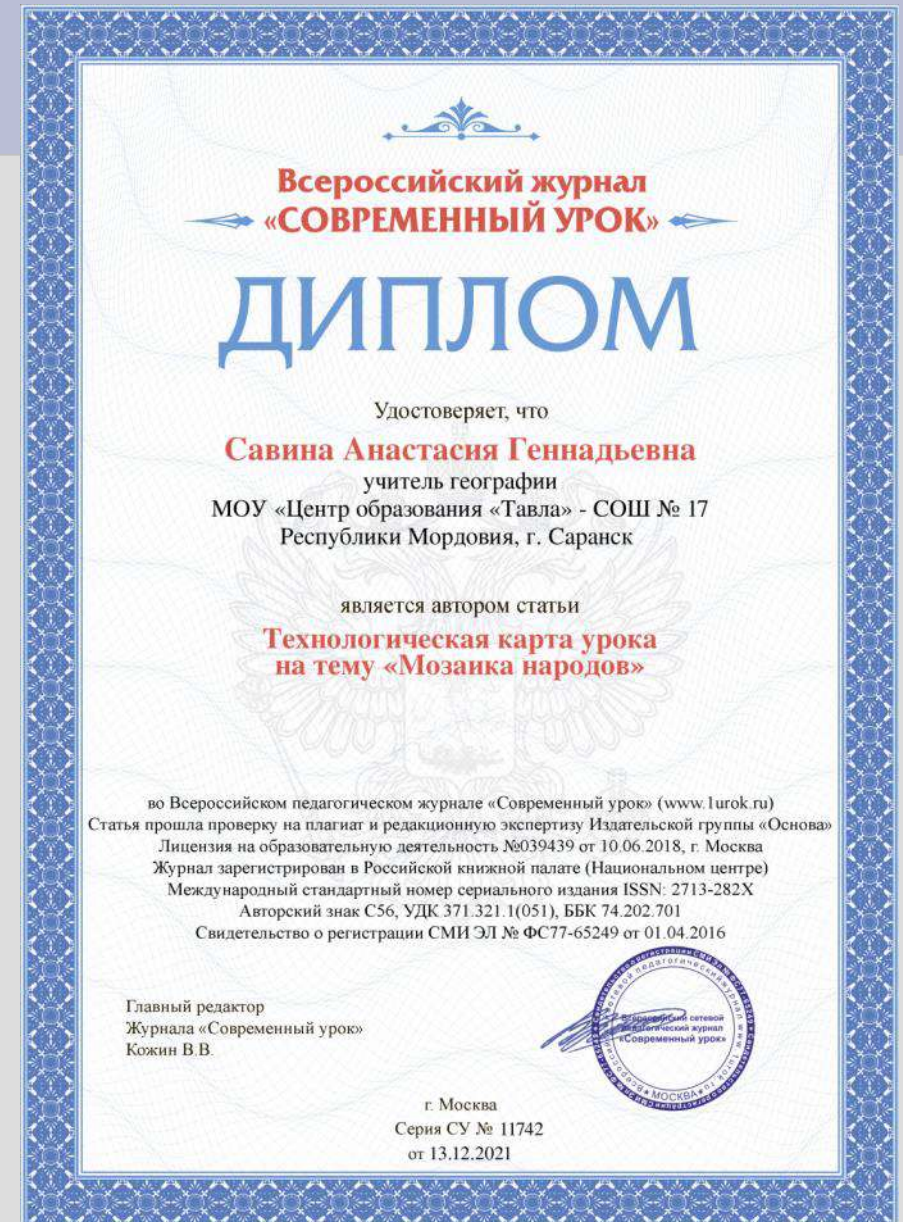 Всероссийский журнал
«СОВРЕМЕННЫЙ УРОК»
ДИПЛОМ
Удостоверяет, что
Савина Анастасия Геннадьевна
учитель географии
МОУ «Центр образования «Тавла» - СОШ № 17
Республики Мордовия, г. Саранск
является автором статьи
Технологическая карта урока
на тему «Мозаика народов»
во Всероссийском педагогическом журнале «Современный урок» (www.1urok.ru)
Статья прошла проверку на плагиат и редакционную экспертизу Издательской группы «Основа»
Лицензия на образовательную деятельность №039439 от 10.06.2018, г. Москва
Журнал зарегистрирован в Российской книжной палате (Национальном центре)
Международный стандартный номер сериального издания ISSN: 2713-282X
Авторский знак С56, УДК 371.321.1(051), ББК 74.202.701
Свидетельство о регистрации СМИ ЭЛ № ФС77-65249 от 01.04.2016
Главный редактор
Журнала «Современный урок»
Кожин В.В.
Всероссийский сетевой
педагогический журнал
«Современный урок»
МОСКВА
г. Москва
Серия СУ № 11742
от 13.12.2021